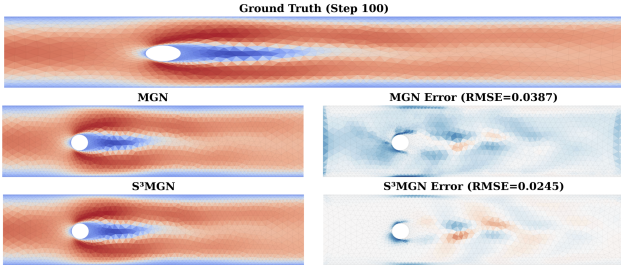 Ground Truth (Step 100)
MGN
MGN Error (RMSE=0.0387)
S³MGN
S³MGN Error (RMSE=0.0245)